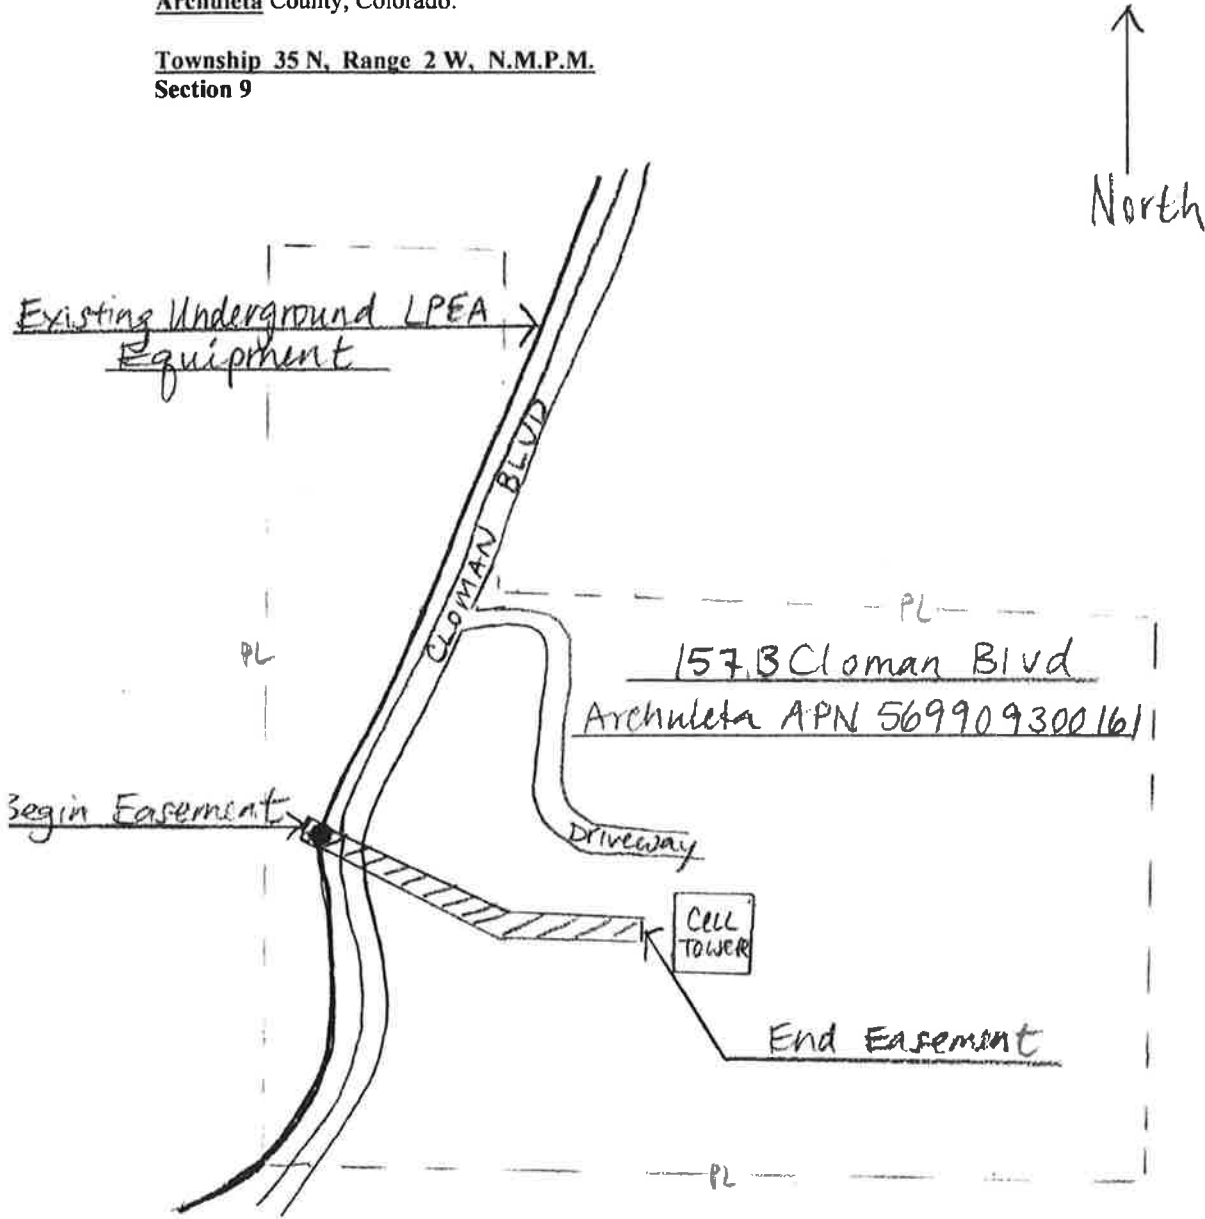 Archuleta County, Colorado.
Township 35 N, Range 2 W, N.M.P.M.
Section 9
North
Existing Underground LPEA
Equipment
CLOMAN BLVD
PL
PL
157 B Cloman Blvd
Archuleta APN 569909300161
Begin Easement
Driveway
CELL
TOWER
End Easement
PL